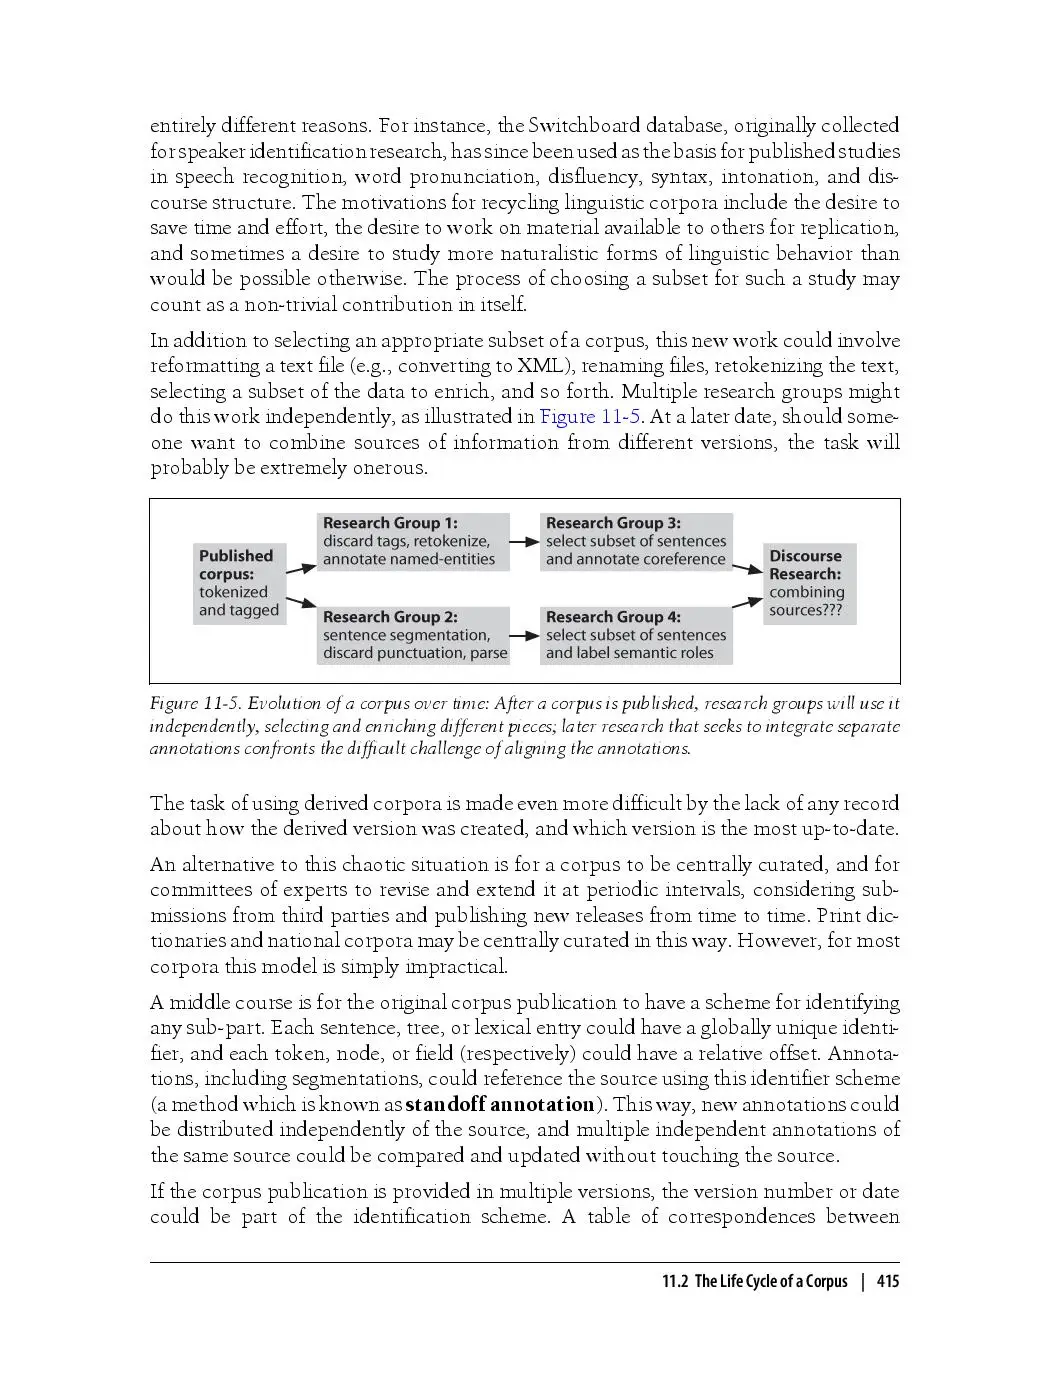 entirely different reasons. For instance, the Switchboard database, originally collected
for speaker identification research, has since been used as the basis for published studies
in speech recognition, word pronunciation, disfluency, syntax, intonation, and dis-
course structure. The motivations for recycling linguistic corpora include the desire to
save time and effort, the desire to work on material available to others for replication,
and sometimes a desire to study more naturalistic forms of linguistic behavior than
would be possible otherwise. The process of choosing a subset for such a study may
count as a non-trivial contribution in itself.
In addition to selecting an appropriate subset of a corpus, this new work could involve
reformatting a text file (e.g., converting to XML), renaming files, retokenizing the text,
selecting a subset of the data to enrich, and so forth. Multiple research groups might
do this work independently, as illustrated in Figure 11-5. At a later date, should some-
one want to combine sources of information from different versions, the task will
probably be extremely onerous.
Published
corpus:
tokenized
and tagged
Research Group 1:
discard tags, retokenize,
annotate named-entities
Research Group 2:
sentence segmentation,
discard punctuation, parse
Research Group 3:
select subset of sentences
and annotate coreference
Research Group 4:
select subset of sentences
and label semantic roles
Discourse
Research:
combining
sources???
Figure 11-5. Evolution of a corpus over time: After a corpus is published, research groups will use it
independently, selecting and enriching different pieces; later research that seeks to integrate separate
annotations confronts the difficult challenge of aligning the annotations.
The task of using derived corpora is made even more difficult by the lack of any record
about how the derived version was created, and which version is the most up-to-date.
An alternative to this chaotic situation is for a corpus to be centrally curated, and for
committees of experts to revise and extend it at periodic intervals, considering sub-
missions from third parties and publishing new releases from time to time. Print dic-
tionaries and national corpora may be centrally curated in this way. However, for most
corpora this model is simply impractical.
A middle course is for the original corpus publication to have a scheme for identifying
any sub-part. Each sentence, tree, or lexical entry could have a globally unique identi-
fier, and each token, node, or field (respectively) could have a relative offset. Annota-
tions, including segmentations, could reference the source using this identifier scheme
(a method which is known as standoff annotation). This way, new annotations could
be distributed independently of the source, and multiple independent annotations of
the same source could be compared and updated without touching the source.
If the corpus publication is provided in multiple versions, the version number or date
could be part of the identification scheme. A table of correspondences between
11.2 The Life Cycle of a Corpus | 415